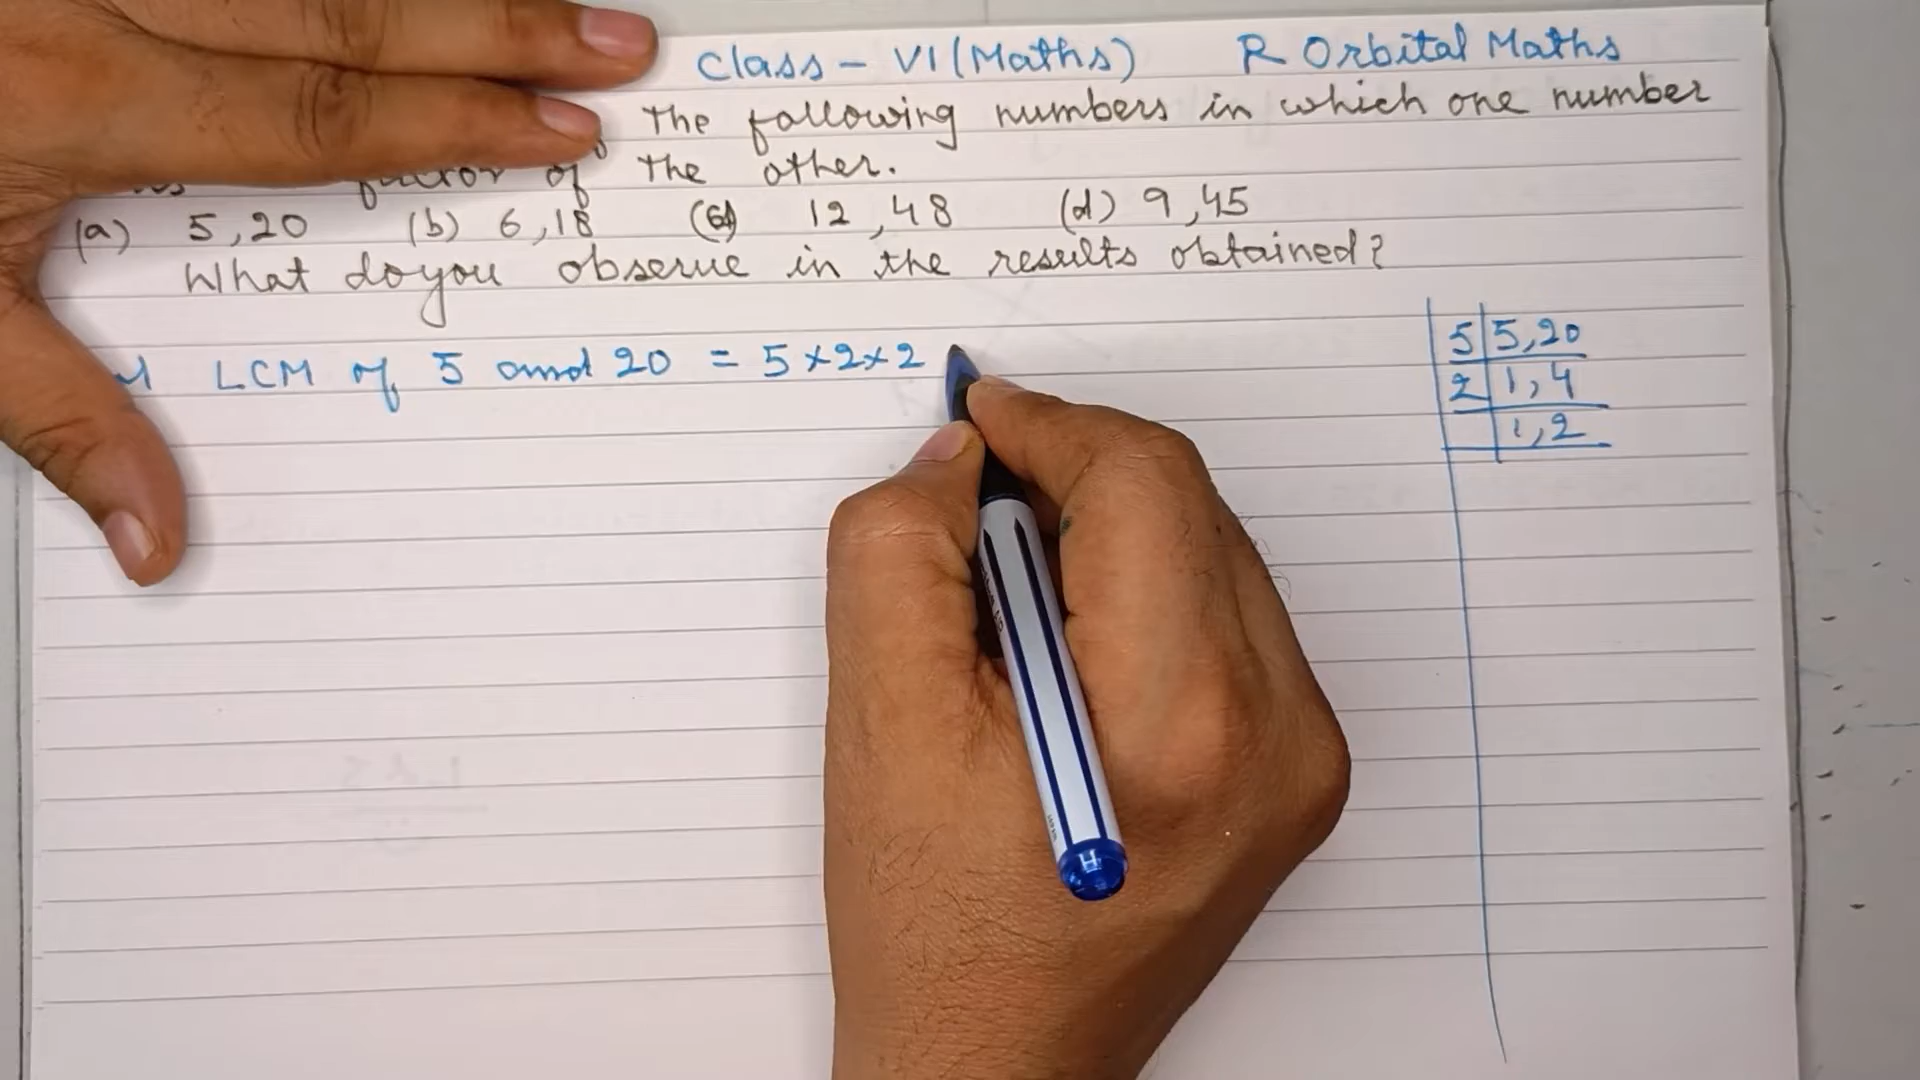 Class - VI (Maths) R Orbital Maths
the following numbers in which one number
factor of the other.
(a) 5,20 (b) 6,18 (c) 12,48 (d) 9,45
What do you observe in the results obtained?
LCM of 5 and 20 = 5×2×2
5 5,20
2 1,4
1,2